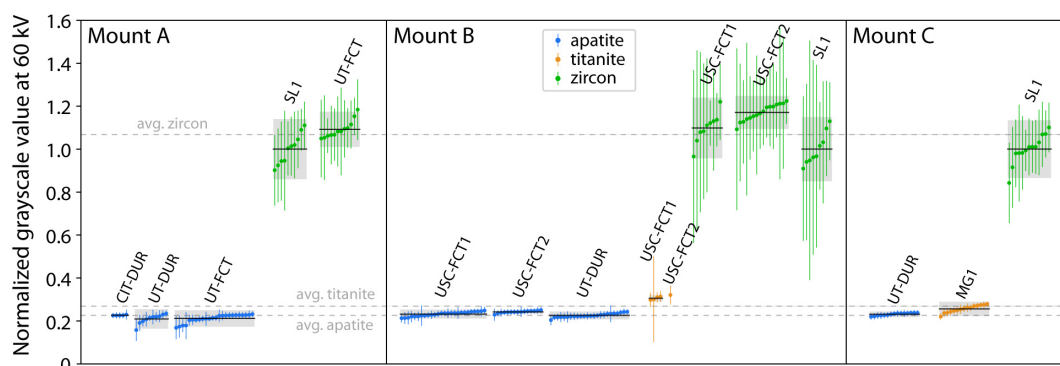 Normalized grayscale value at 60 kV
1.6
1.4
1.2
1.0
0.8
0.6
0.4
0.2
0
Mount A
avg. zircon
SL1
UT-FCT
CIT-DUR
UT-DUR
UT-FCT
avg. titanite
avg. apatite
Mount B
apatite
titanite
zircon
USC-FCT1
USC-FCT2
UT-DUR
USC-FCT1
USC-FCT2
USC-FCT1
USC-FCT2
SL1
Mount C
UT-DUR
MG1
SL1